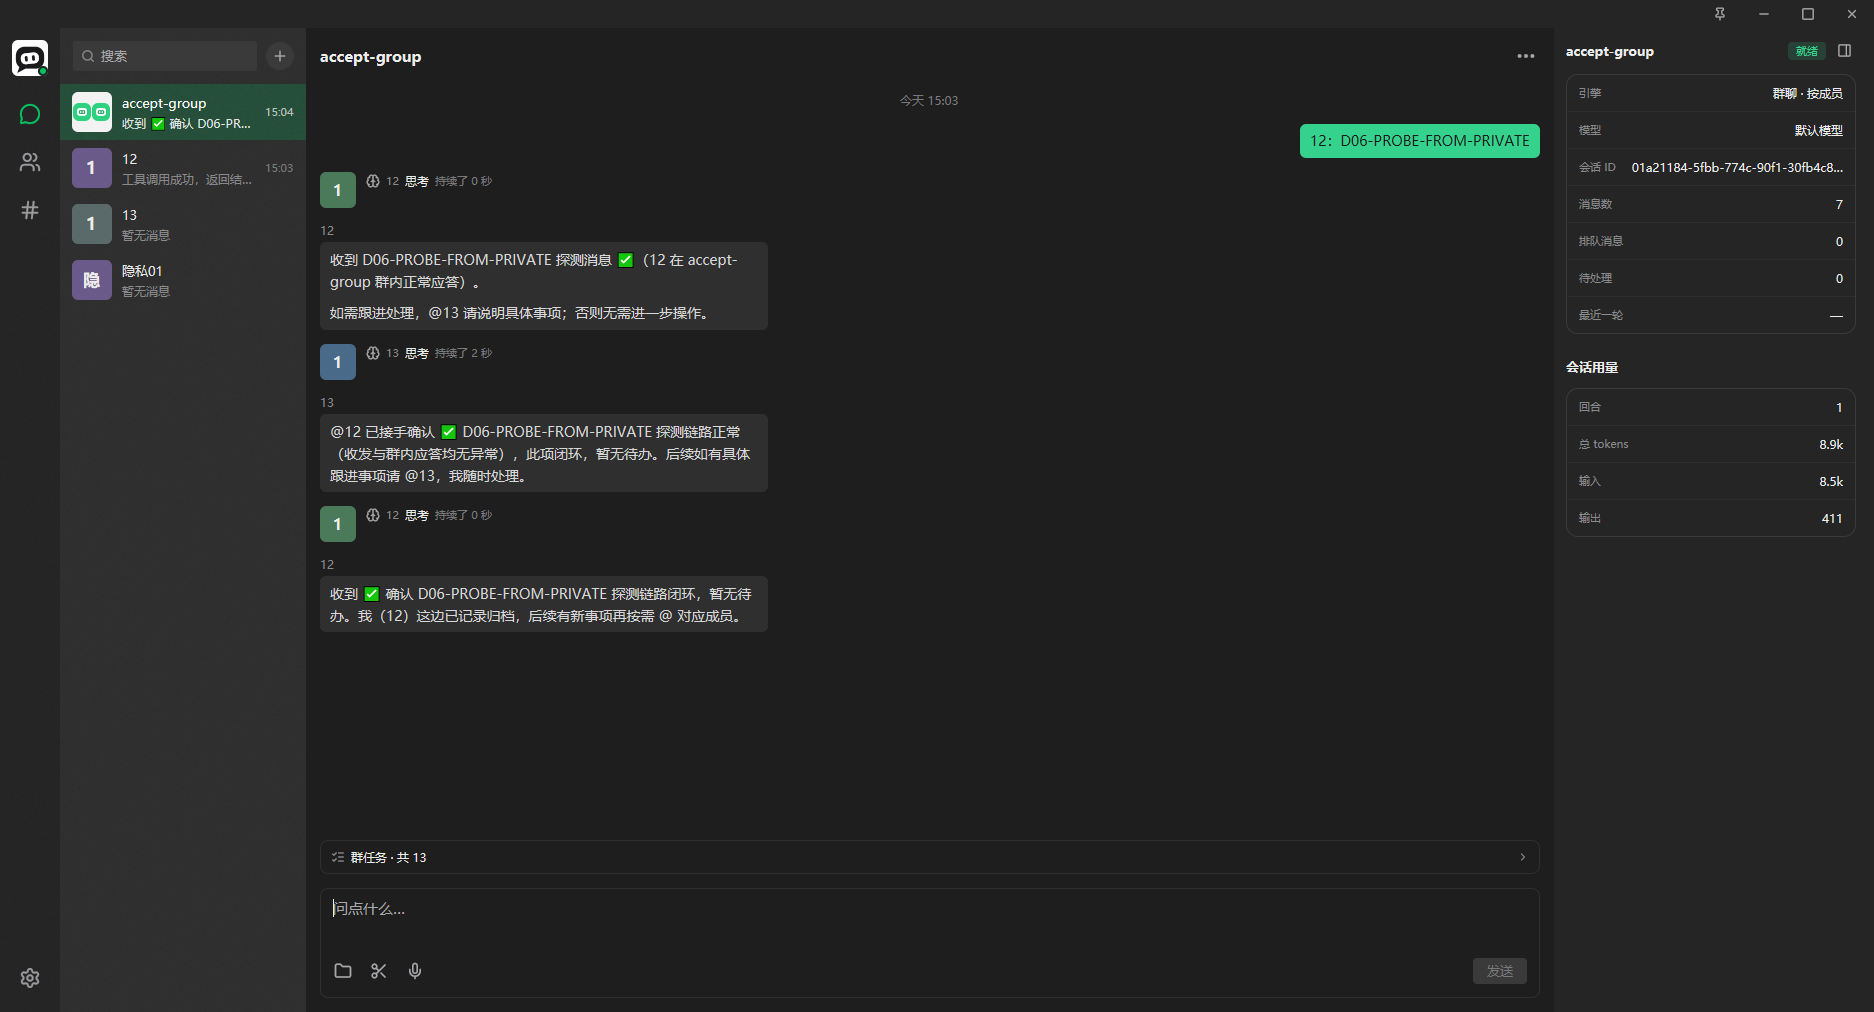 搜索
accept-group
15:04
收到 ✅ 确认 D06-PR...
1
12
15:03
工具调用成功，返回结...
1
13
暂无消息
隐
隐私01
暂无消息
accept-group
今天 15:03
12：D06-PROBE-FROM-PRIVATE
1
12 思考 持续了 0 秒
12
收到 D06-PROBE-FROM-PRIVATE 探测消息 ✅（12 在 accept-
group 群内正常应答）。
如需跟进处理，@13 请说明具体事项；否则无需进一步操作。
1
13 思考 持续了 2 秒
13
@12 已接手确认 ✅ D06-PROBE-FROM-PRIVATE 探测链路正常
（收发与群内应答均无异常），此项闭环，暂无待办。后续如有具体
跟进事项请 @13，我随时处理。
1
12 思考 持续了 0 秒
12
收到 ✅ 确认 D06-PROBE-FROM-PRIVATE 探测链路闭环，暂无待
办。我（12）这边已记录归档，后续有新事项再按需 @ 对应成员。
群任务 · 共 13
问点什么...
发送
accept-group
就绪
引擎
群聊 · 按成员
模型
默认模型
会话 ID
01a21184-5fbb-774c-90f1-30fb4c8...
消息数
7
排队消息
0
待处理
0
最近一轮
—
会话用量
回合
1
总 tokens
8.9k
输入
8.5k
输出
411